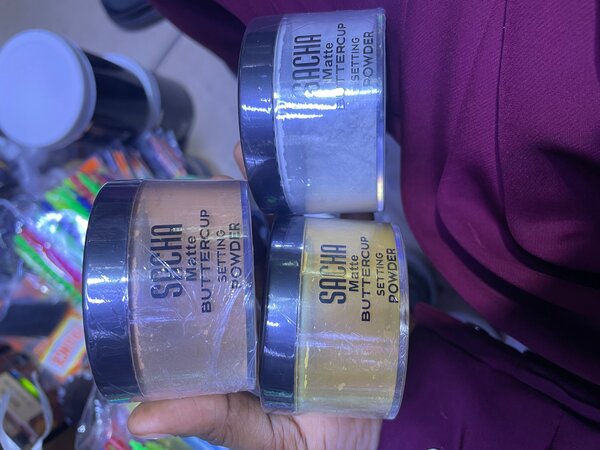 SACHA
Matte
BUTTERCUP
SETTING
POWDER
SACHA
Matte
BUTTERCUP
SETTING
POWDER
SACHA
Matte
BUTTERCUP
SETTING
POWDER